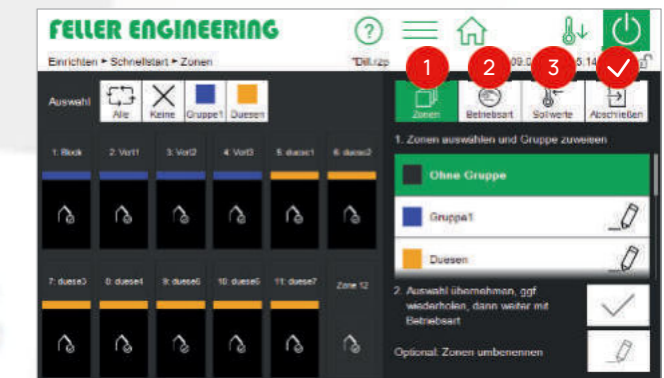 FELLER ENGINEERING
?
Einrichten ▸ Schnellstart ▸ Zonen
"Dill.rzp
1
2
3
Auswahl
Alle
Keine
Gruppe1
Duesen
Zonen
Betriebsart
Sollwerte
Abschließen
1. Zonen auswählen und Gruppe zuweisen
1: Block
2: Vert1
3: Vert2
4: Vert3
5: duese1
6: duese2
Ohne Gruppe
Gruppe1
Duesen
7: duese3
8: duese4
9: duese5
10: duese6
11: duese7
Zone 12
2. Auswahl übernehmen, ggf.
wiederholen, dann weiter mit
Betriebsart
Optional: Zonen umbenennen